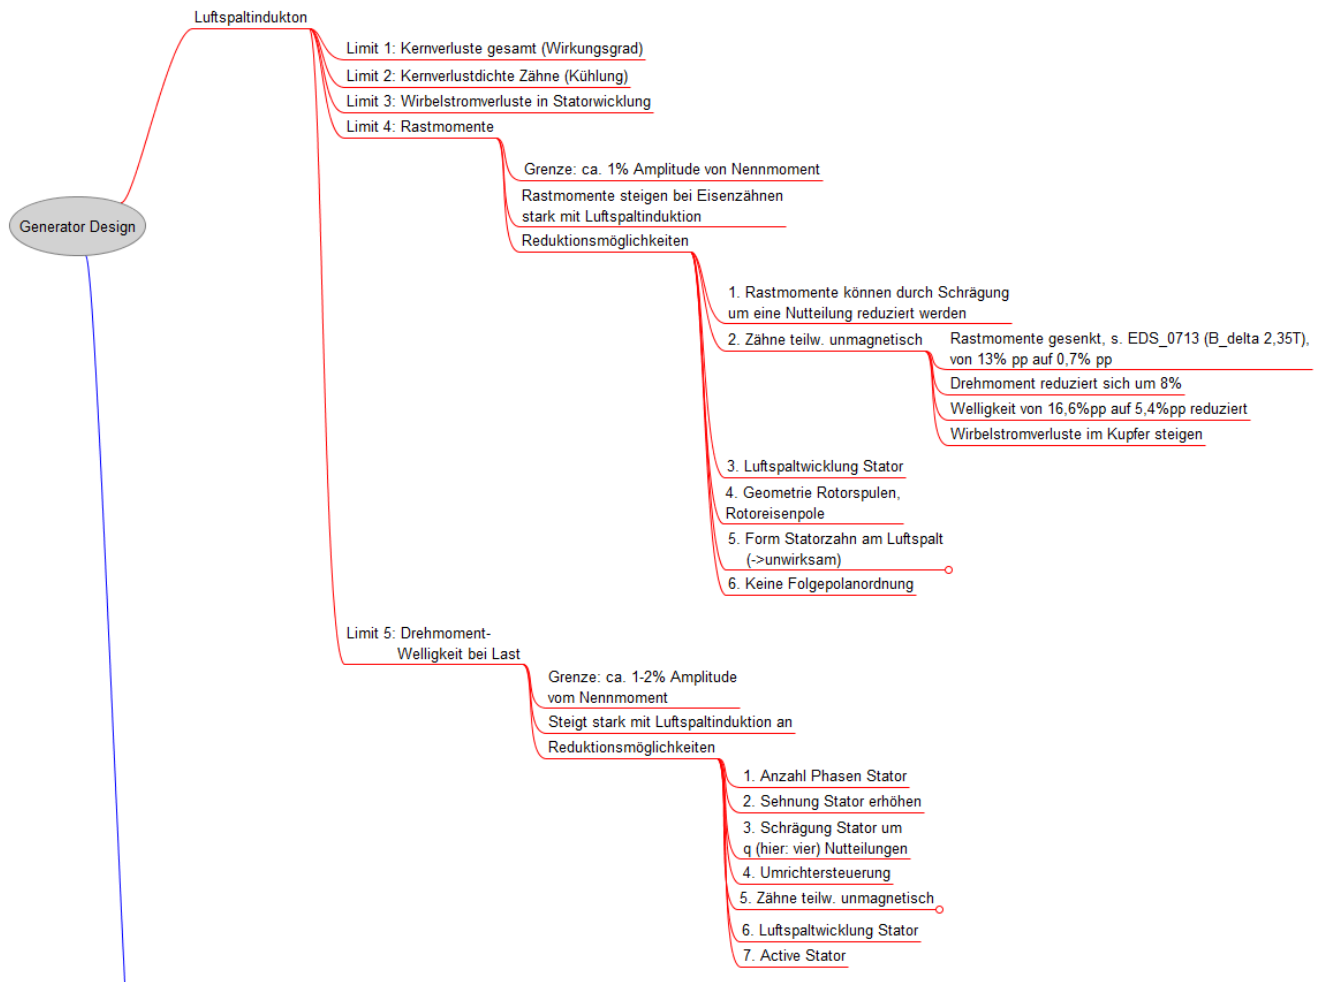 Luftspaltindukton
Limit 1: Kernverluste gesamt (Wirkungsgrad)
Limit 2: Kernverlustdichte Zähne (Kühlung)
Limit 3: Wirbelstromverluste in Statorwicklung
Limit 4: Rastmomente
Grenze: ca. 1% Amplitude von Nennmoment
Rastmomente steigen bei Eisenzähnen
stark mit Luftspaltinduktion
Generator Design
Reduktionsmöglichkeiten
1. Rastmomente können durch Schrägung
um eine Nutteilung reduziert werden
2. Zähne teilw. unmagnetisch
Rastmomente gesenkt, s. EDS_0713 (B_delta 2,35T),
von 13% pp auf 0,7% pp
Drehmoment reduziert sich um 8%
Welligkeit von 16,6%pp auf 5,4%pp reduziert
Wirbelstromverluste im Kupfer steigen
3. Luftspaltwicklung Stator
4. Geometrie Rotorspulen,
Rotoreisenpole
5. Form Statorzahn am Luftspalt
(->unwirksam)
6. Keine Folgepolanordnung
Limit 5: Drehmoment-
Welligkeit bei Last
Grenze: ca. 1-2% Amplitude
vom Nennmoment
Steigt stark mit Luftspaltinduktion an
Reduktionsmöglichkeiten
1. Anzahl Phasen Stator
2. Sehnung Stator erhöhen
3. Schrägung Stator um
q (hier: vier) Nutteilungen
4. Umrichtersteuerung
5. Zähne teilw. unmagnetisch
6. Luftspaltwicklung Stator
7. Active Stator